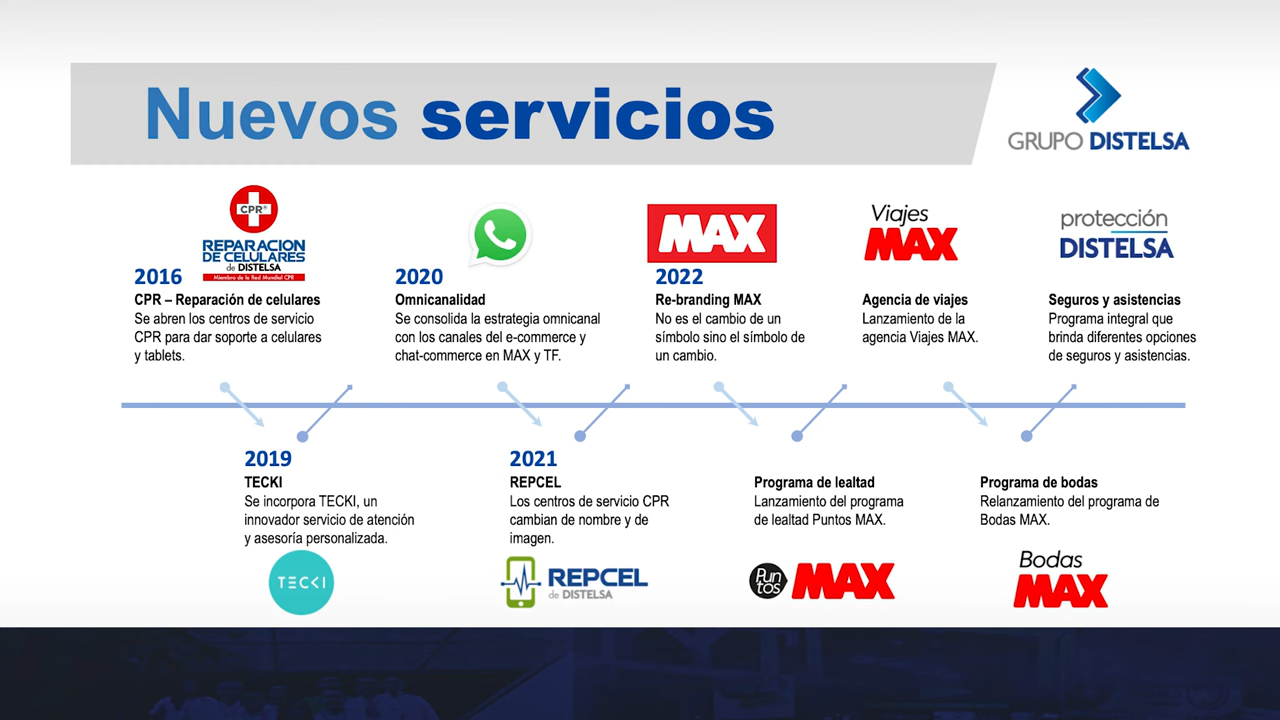 Nuevos servicios
GRUPO DISTELSA
CPR®
REPARACION
DE CELULARES
de DISTELSA
Miembro de la Red Mundial CPR
2016
CPR – Reparación de celulares
Se abren los centros de servicio
CPR para dar soporte a celulares
y tablets.
2020
Omnicanalidad
Se consolida la estrategia omnicanal
con los canales del e-commerce y
chat-commerce en MAX y TF.
MAX
2022
Re-branding MAX
No es el cambio de un
símbolo sino el símbolo de
un cambio.
Viajes
MAX
Agencia de viajes
Lanzamiento de la
agencia Viajes MAX.
protección
DISTELSA
Seguros y asistencias
Programa integral que
brinda diferentes opciones
de seguros y asistencias.
2019
TECKI
Se incorpora TECKI, un
innovador servicio de atención
y asesoría personalizada.
TECKI
2021
REPCEL
Los centros de servicio CPR
cambian de nombre y de
imagen.
REPCEL
de DISTELSA
Programa de lealtad
Lanzamiento del programa
de lealtad Puntos MAX.
Pun
tos
MAX
Programa de bodas
Relanzamiento del programa de
Bodas MAX.
Bodas
MAX